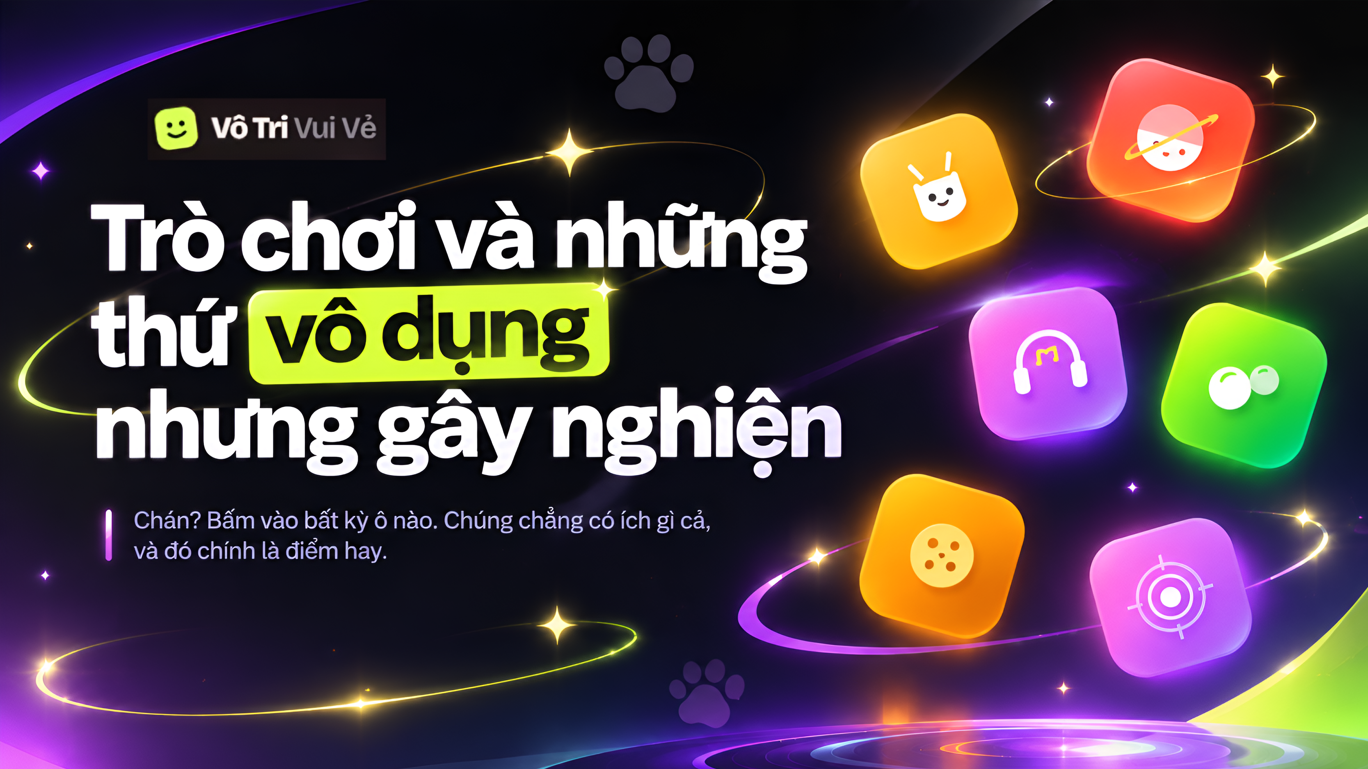 Vô Tri Vui Vẻ
Trò chơi và những
thứ vô dụng
nhưng gây nghiện
Chán? Bấm vào bất kỳ ô nào. Chúng chẳng có ích gì cả,
và đó chính là điểm hay.